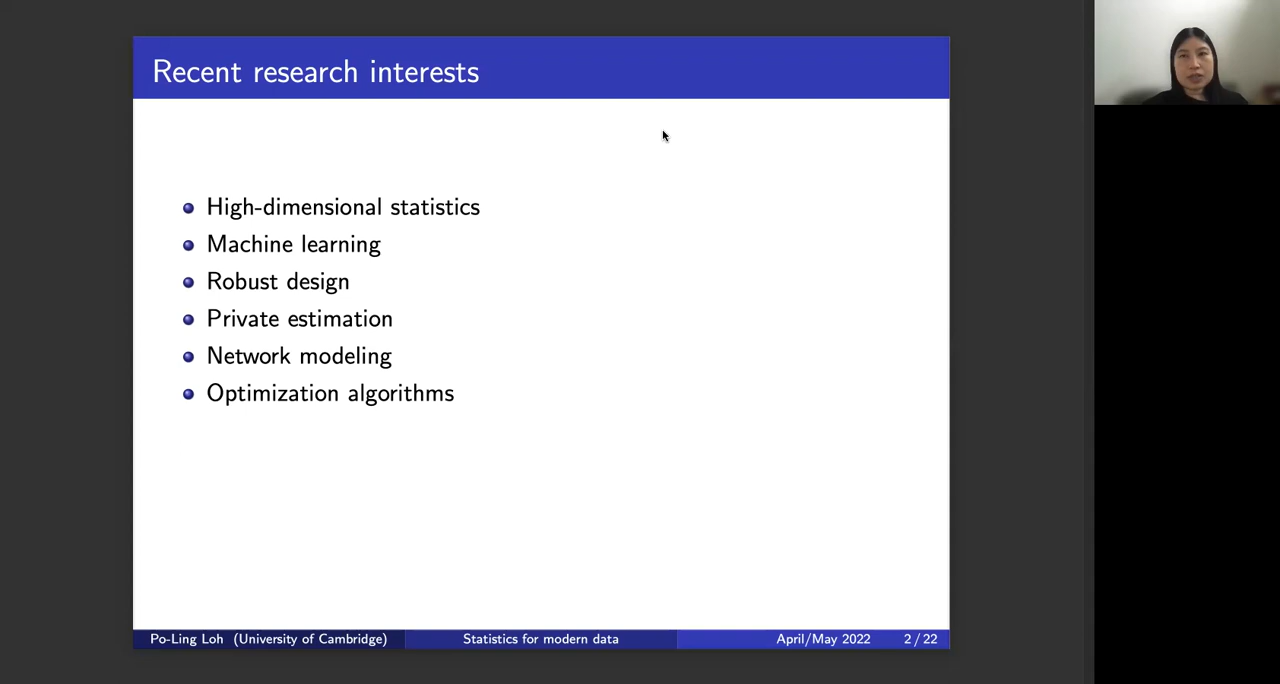 Recent research interests
High-dimensional statistics
Machine learning
Robust design
Private estimation
Network modeling
Optimization algorithms
Po-Ling Loh (University of Cambridge) Statistics for modern data April/May 2022 2 / 22